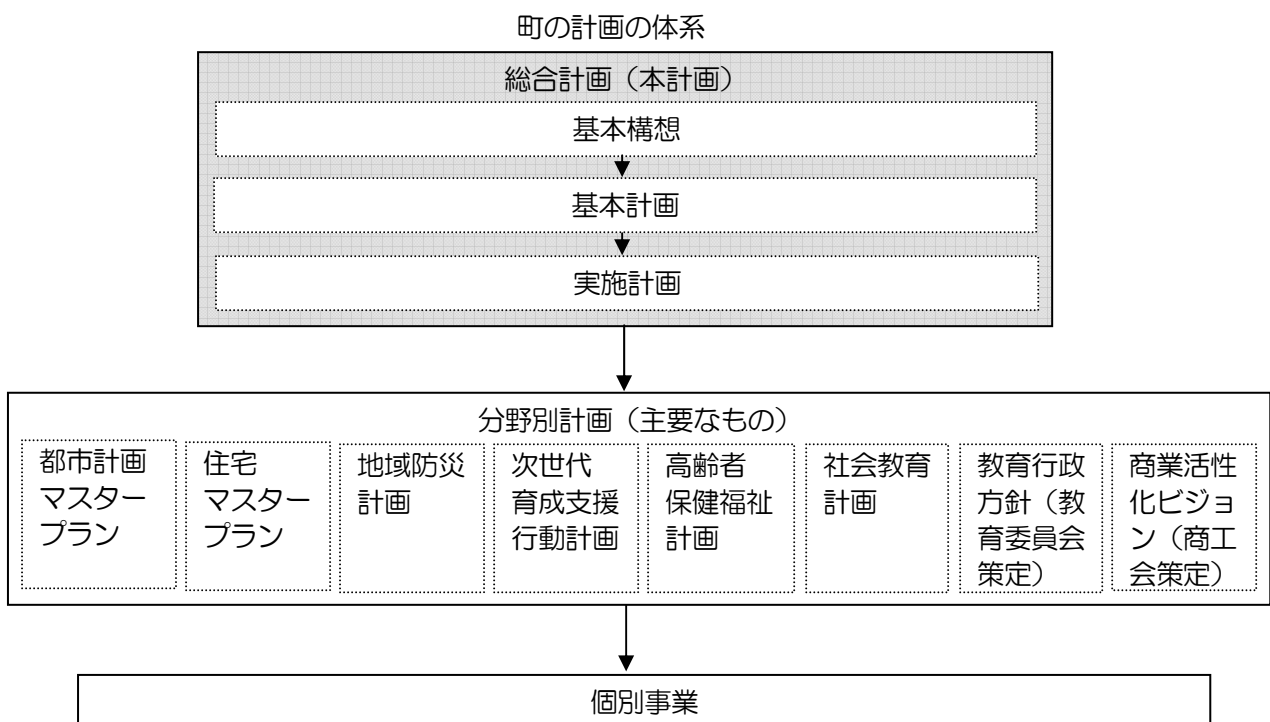 町の計画の体系
総合計画（本計画）
基本構想
基本計画
実施計画
分野別計画（主要なもの）
都市計画
マスター
プラン
住宅
マスター
プラン
地域防災
計画
次世代
育成支援
行動計画
高齢者
保健福祉
計画
社会教育
計画
教育行政
方針（教
育委員会
策定）
商業活性
化ビジョ
ン（商工
会策定）
個別事業